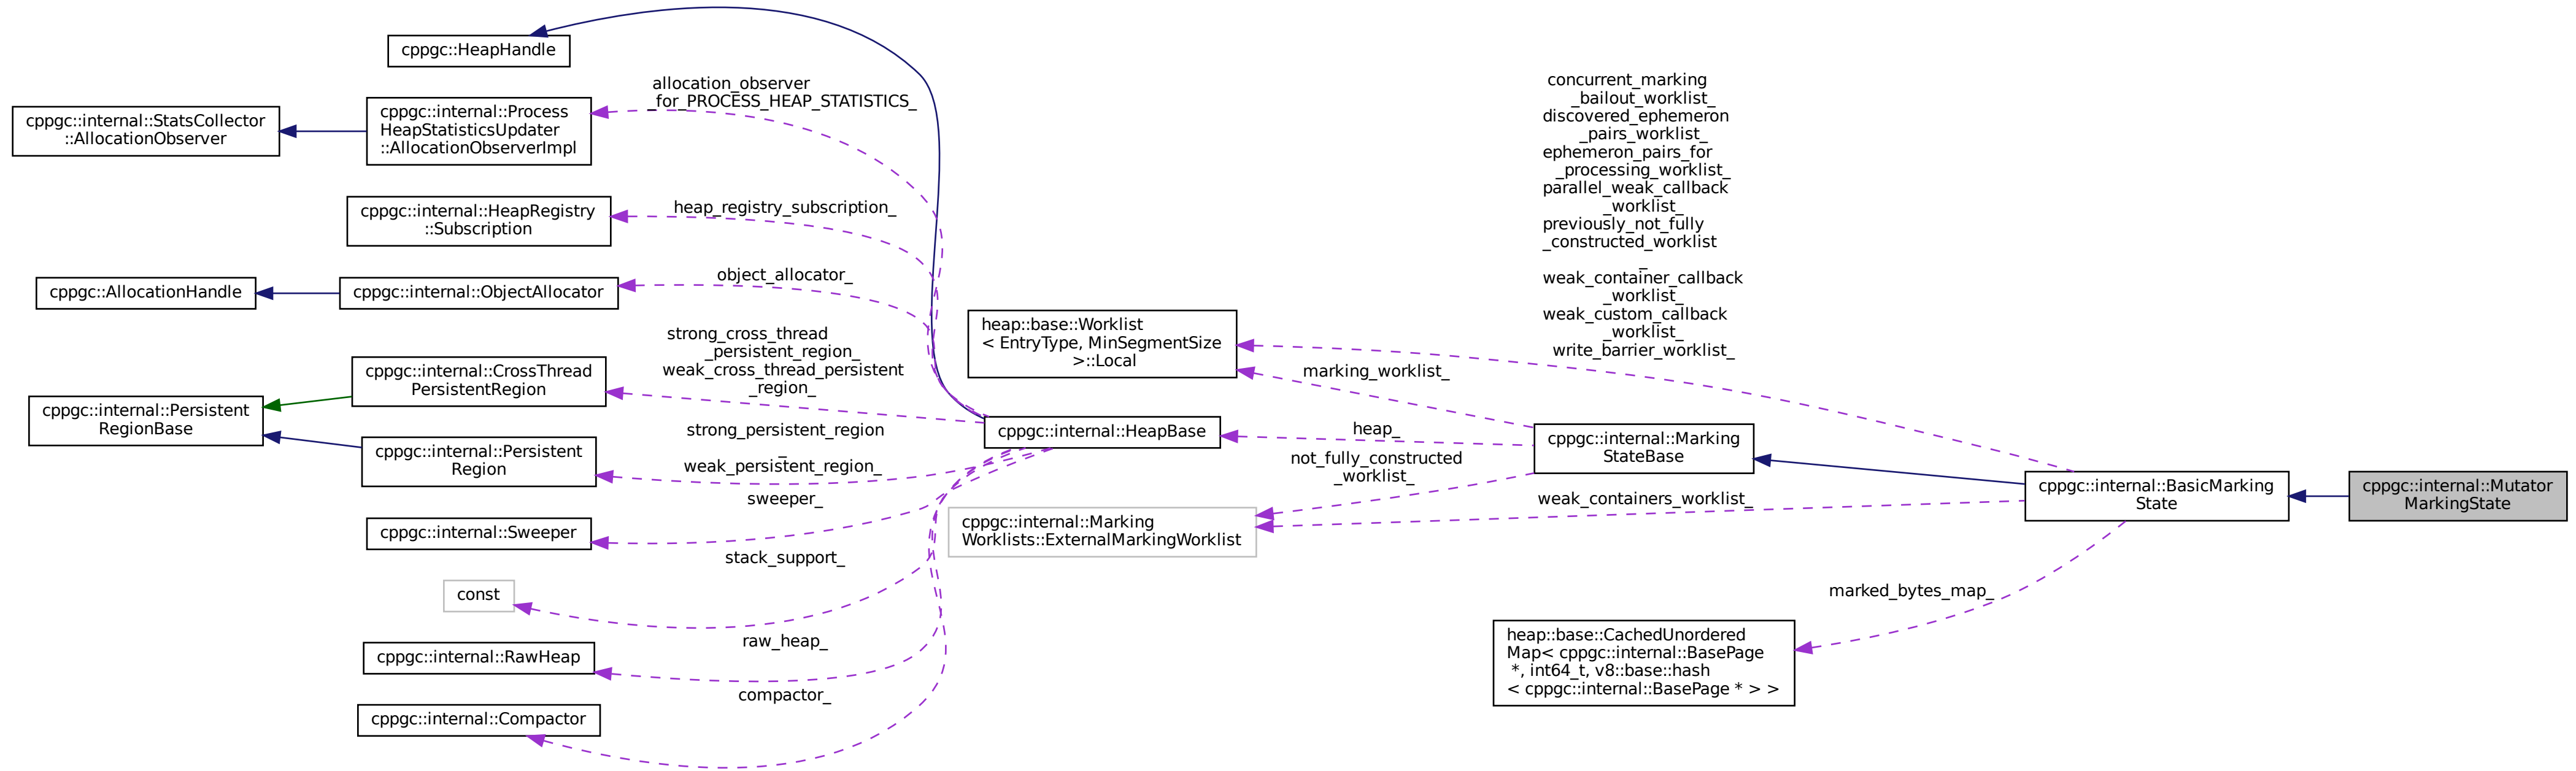 cppgc::HeapHandle
cppgc::internal::StatsCollector
::AllocationObserver
cppgc::internal::Process
HeapStatisticsUpdater
::AllocationObserverImpl
allocation_observer
_for_PROCESS_HEAP_STATISTICS_
cppgc::internal::HeapRegistry
::Subscription
heap_registry_subscription_
cppgc::AllocationHandle
cppgc::internal::ObjectAllocator
object_allocator_
cppgc::internal::Persistent
RegionBase
cppgc::internal::CrossThread
PersistentRegion
strong_cross_thread
_persistent_region_
weak_cross_thread_persistent
_region_
cppgc::internal::Persistent
Region
strong_persistent_region
_
weak_persistent_region_
cppgc::internal::Sweeper
sweeper_
const
stack_support_
cppgc::internal::RawHeap
raw_heap_
cppgc::internal::Compactor
compactor_
heap::base::Worklist
< EntryType, MinSegmentSize
>::Local
cppgc::internal::HeapBase
cppgc::internal::Marking
Worklists::ExternalMarkingWorklist
marking_worklist_
heap_
not_fully_constructed
_worklist_
concurrent_marking
_bailout_worklist_
discovered_ephemeron
_pairs_worklist_
ephemeron_pairs_for
_processing_worklist_
parallel_weak_callback
_worklist_
previously_not_fully
_constructed_worklist
_
weak_container_callback
_worklist_
weak_custom_callback
_worklist_
write_barrier_worklist_
cppgc::internal::Marking
StateBase
weak_containers_worklist_
heap::base::CachedUnordered
Map< cppgc::internal::BasePage
*, int64_t, v8::base::hash
< cppgc::internal::BasePage * > >
marked_bytes_map_
cppgc::internal::BasicMarking
State
cppgc::internal::Mutator
MarkingState